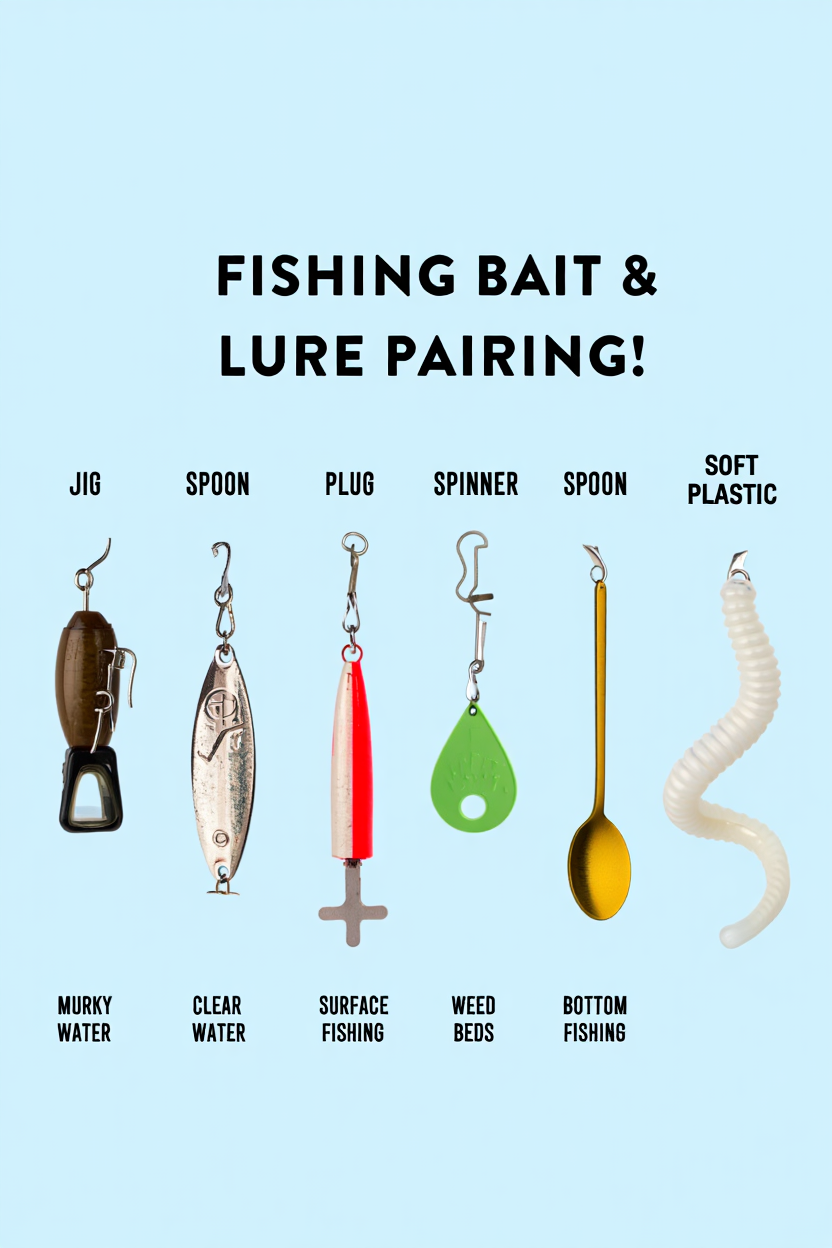 FISHING BAIT &
LURE PAIRING!
JIG
SPOON
PLUG
SPINNER
SPOON
SOFT
PLASTIC
MURKY
WATER
CLEAR
WATER
SURFACE
FISHING
WEED
BEDS
BOTTOM
FISHING